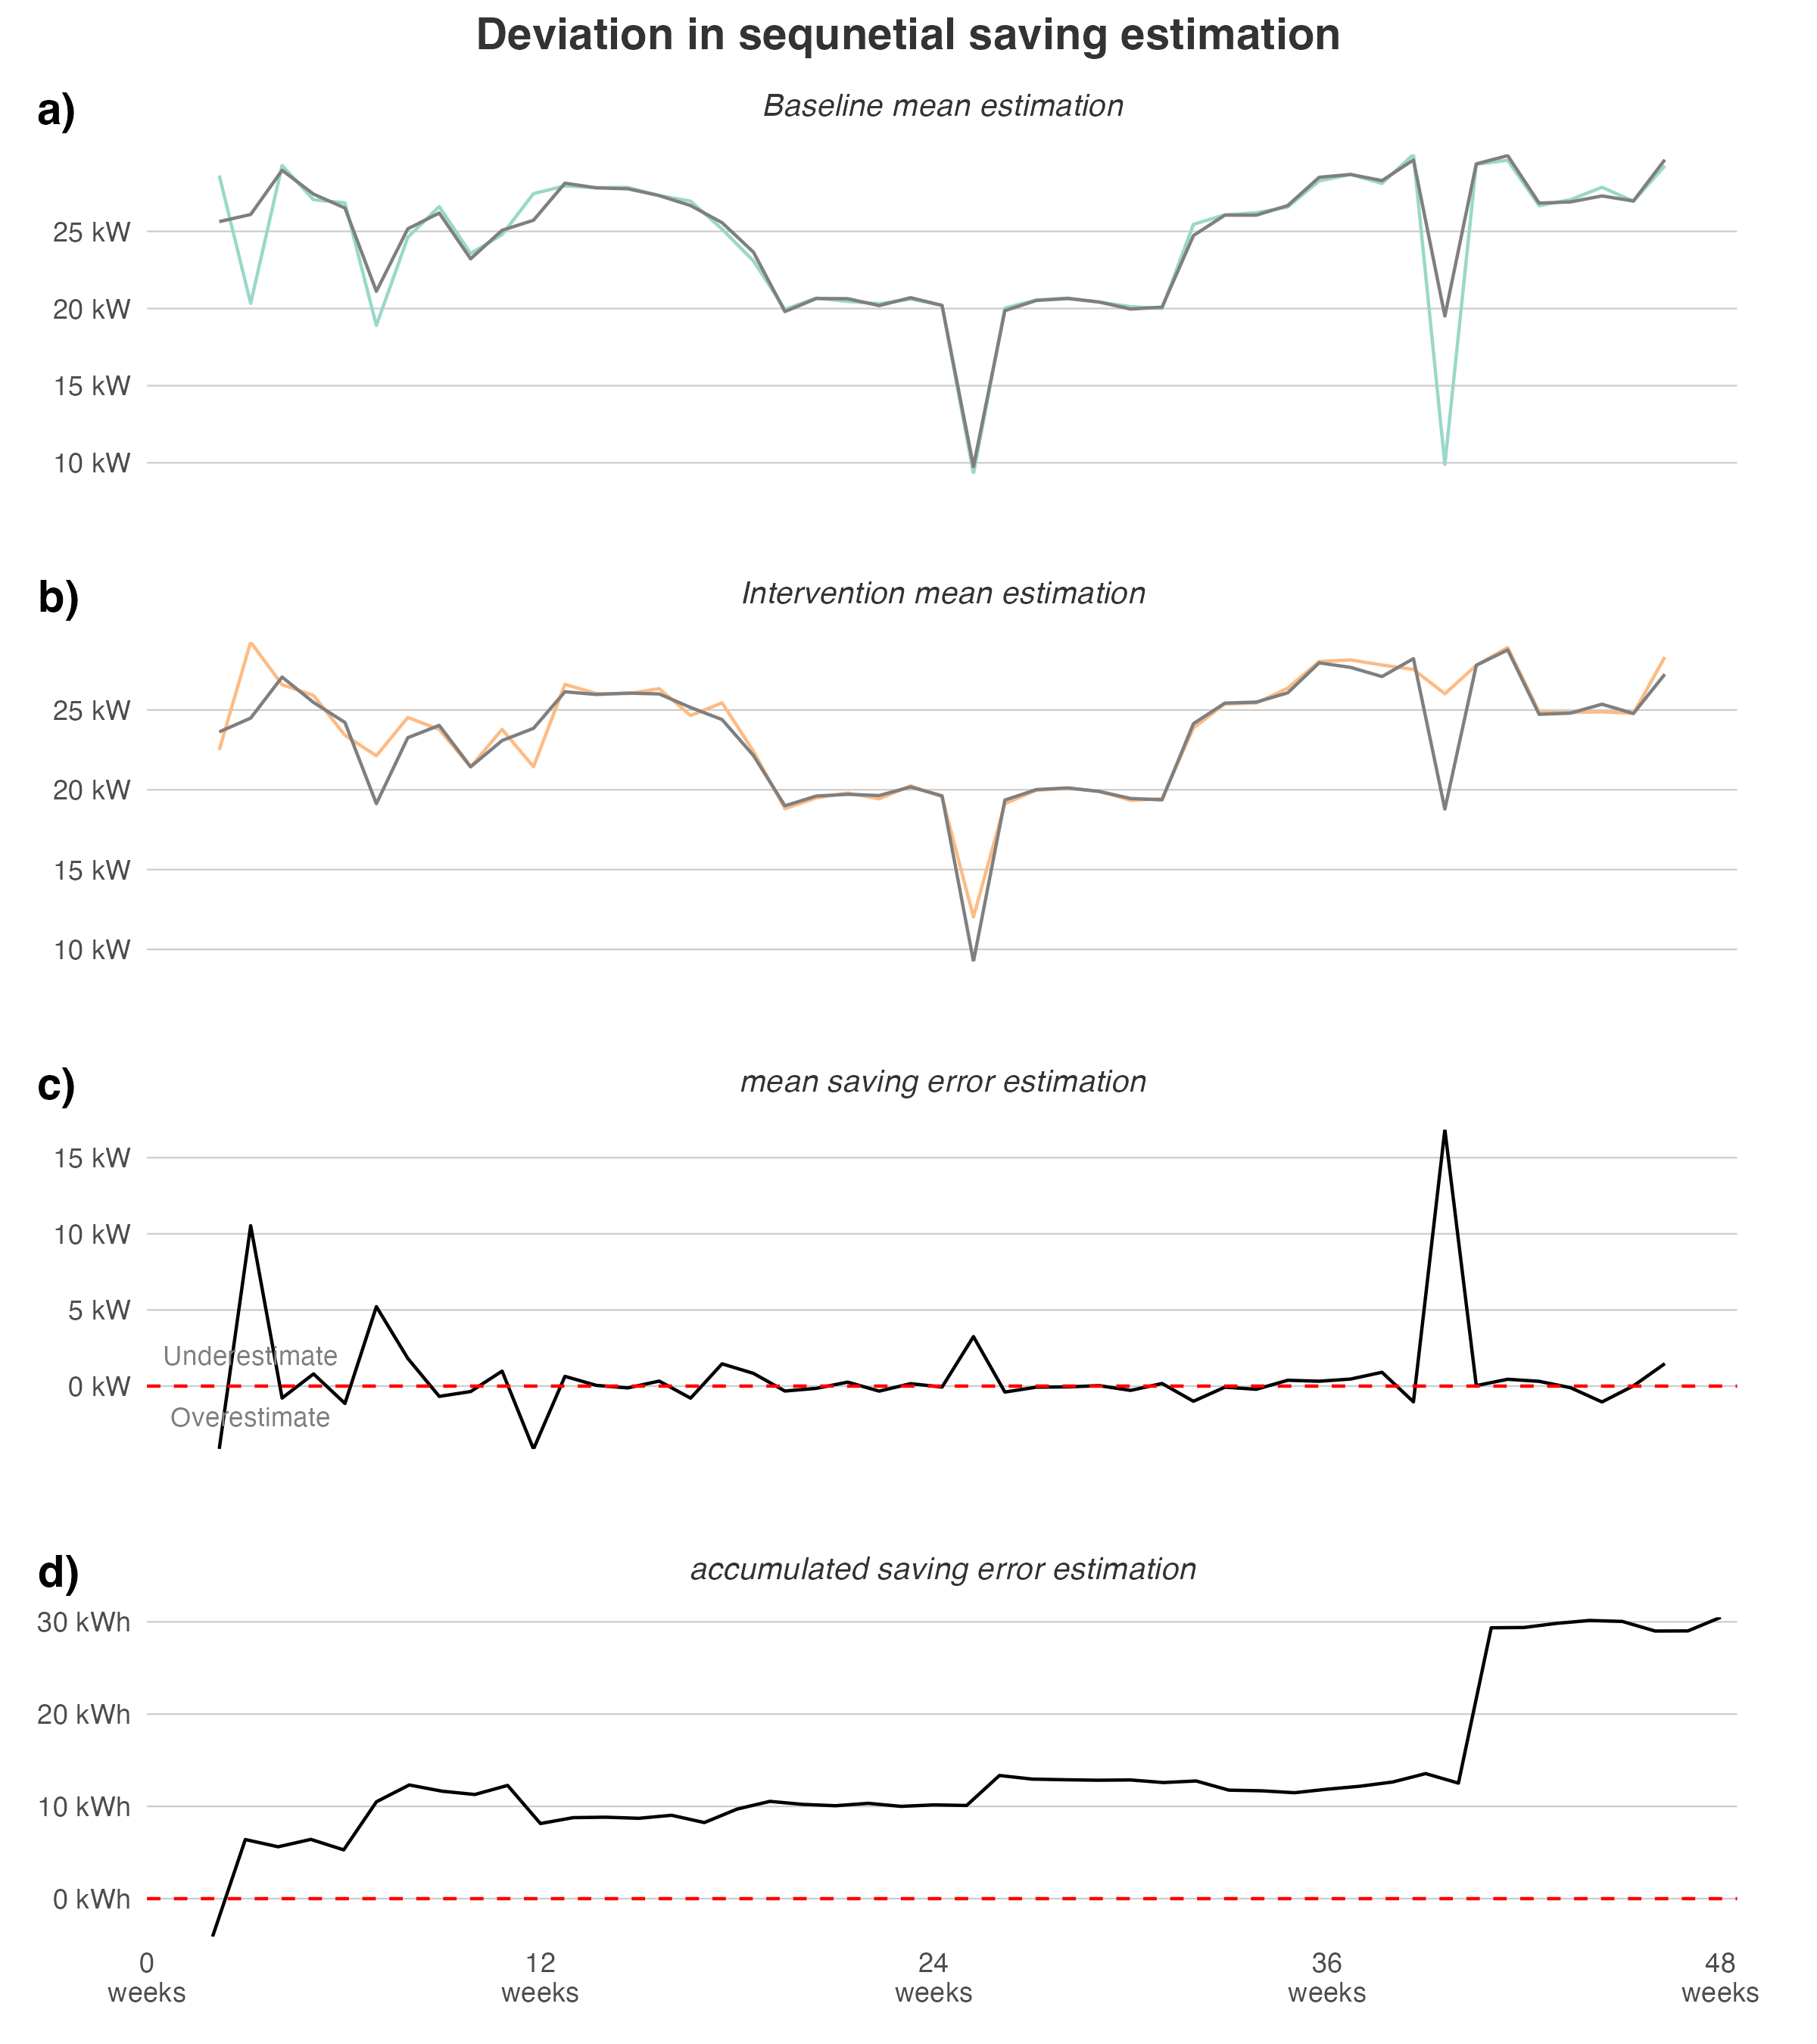 Deviation in sequnetial saving estimation
a)
Baseline mean estimation
25 kW
20 kW
15 kW
10 kW
b)
Intervention mean estimation
25 kW
20 kW
15 kW
10 kW
c)
mean saving error estimation
15 kW
10 kW
5 kW
Underestimate
0 kW
Overestimate
d)
accumulated saving error estimation
30 kWh
20 kWh
10 kWh
0 kWh
0 12 24 36 48
weeks weeks weeks weeks weeks